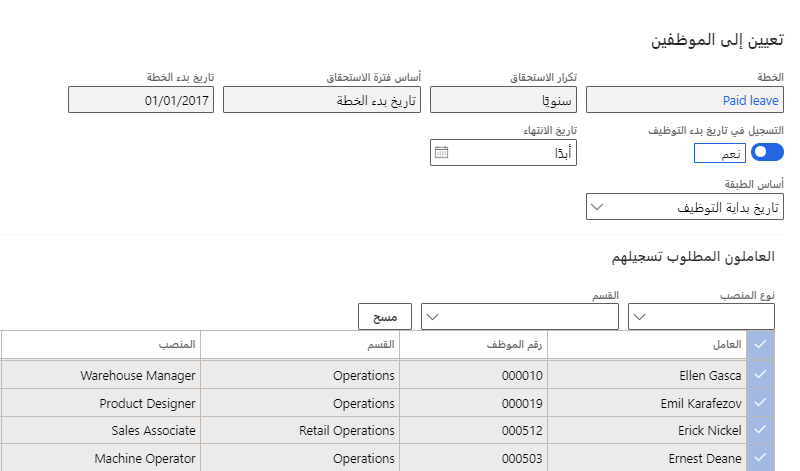 تعيين إلى الموظفين
الخطة تكرار الاستحقاق أساس فترة الاستحقاق تاريخ بدء الخطة
Paid leave سنويًا تاريخ بدء الخطة 01/01/2017
التسجيل في تاريخ بدء التوظيف تاريخ الانتهاء
نعم أبدًا
أساس الطبقة
تاريخ بداية التوظيف
العاملون المطلوب تسجيلهم
نوع المنصب القسم
مسح
العامل رقم الموظف القسم المنصب
Ellen Gasca 000010 Operations Warehouse Manager
Emil Karafezov 000019 Operations Product Designer
Erick Nickel 000512 Retail Operations Sales Associate
Ernest Deane 000503 Operations Machine Operator